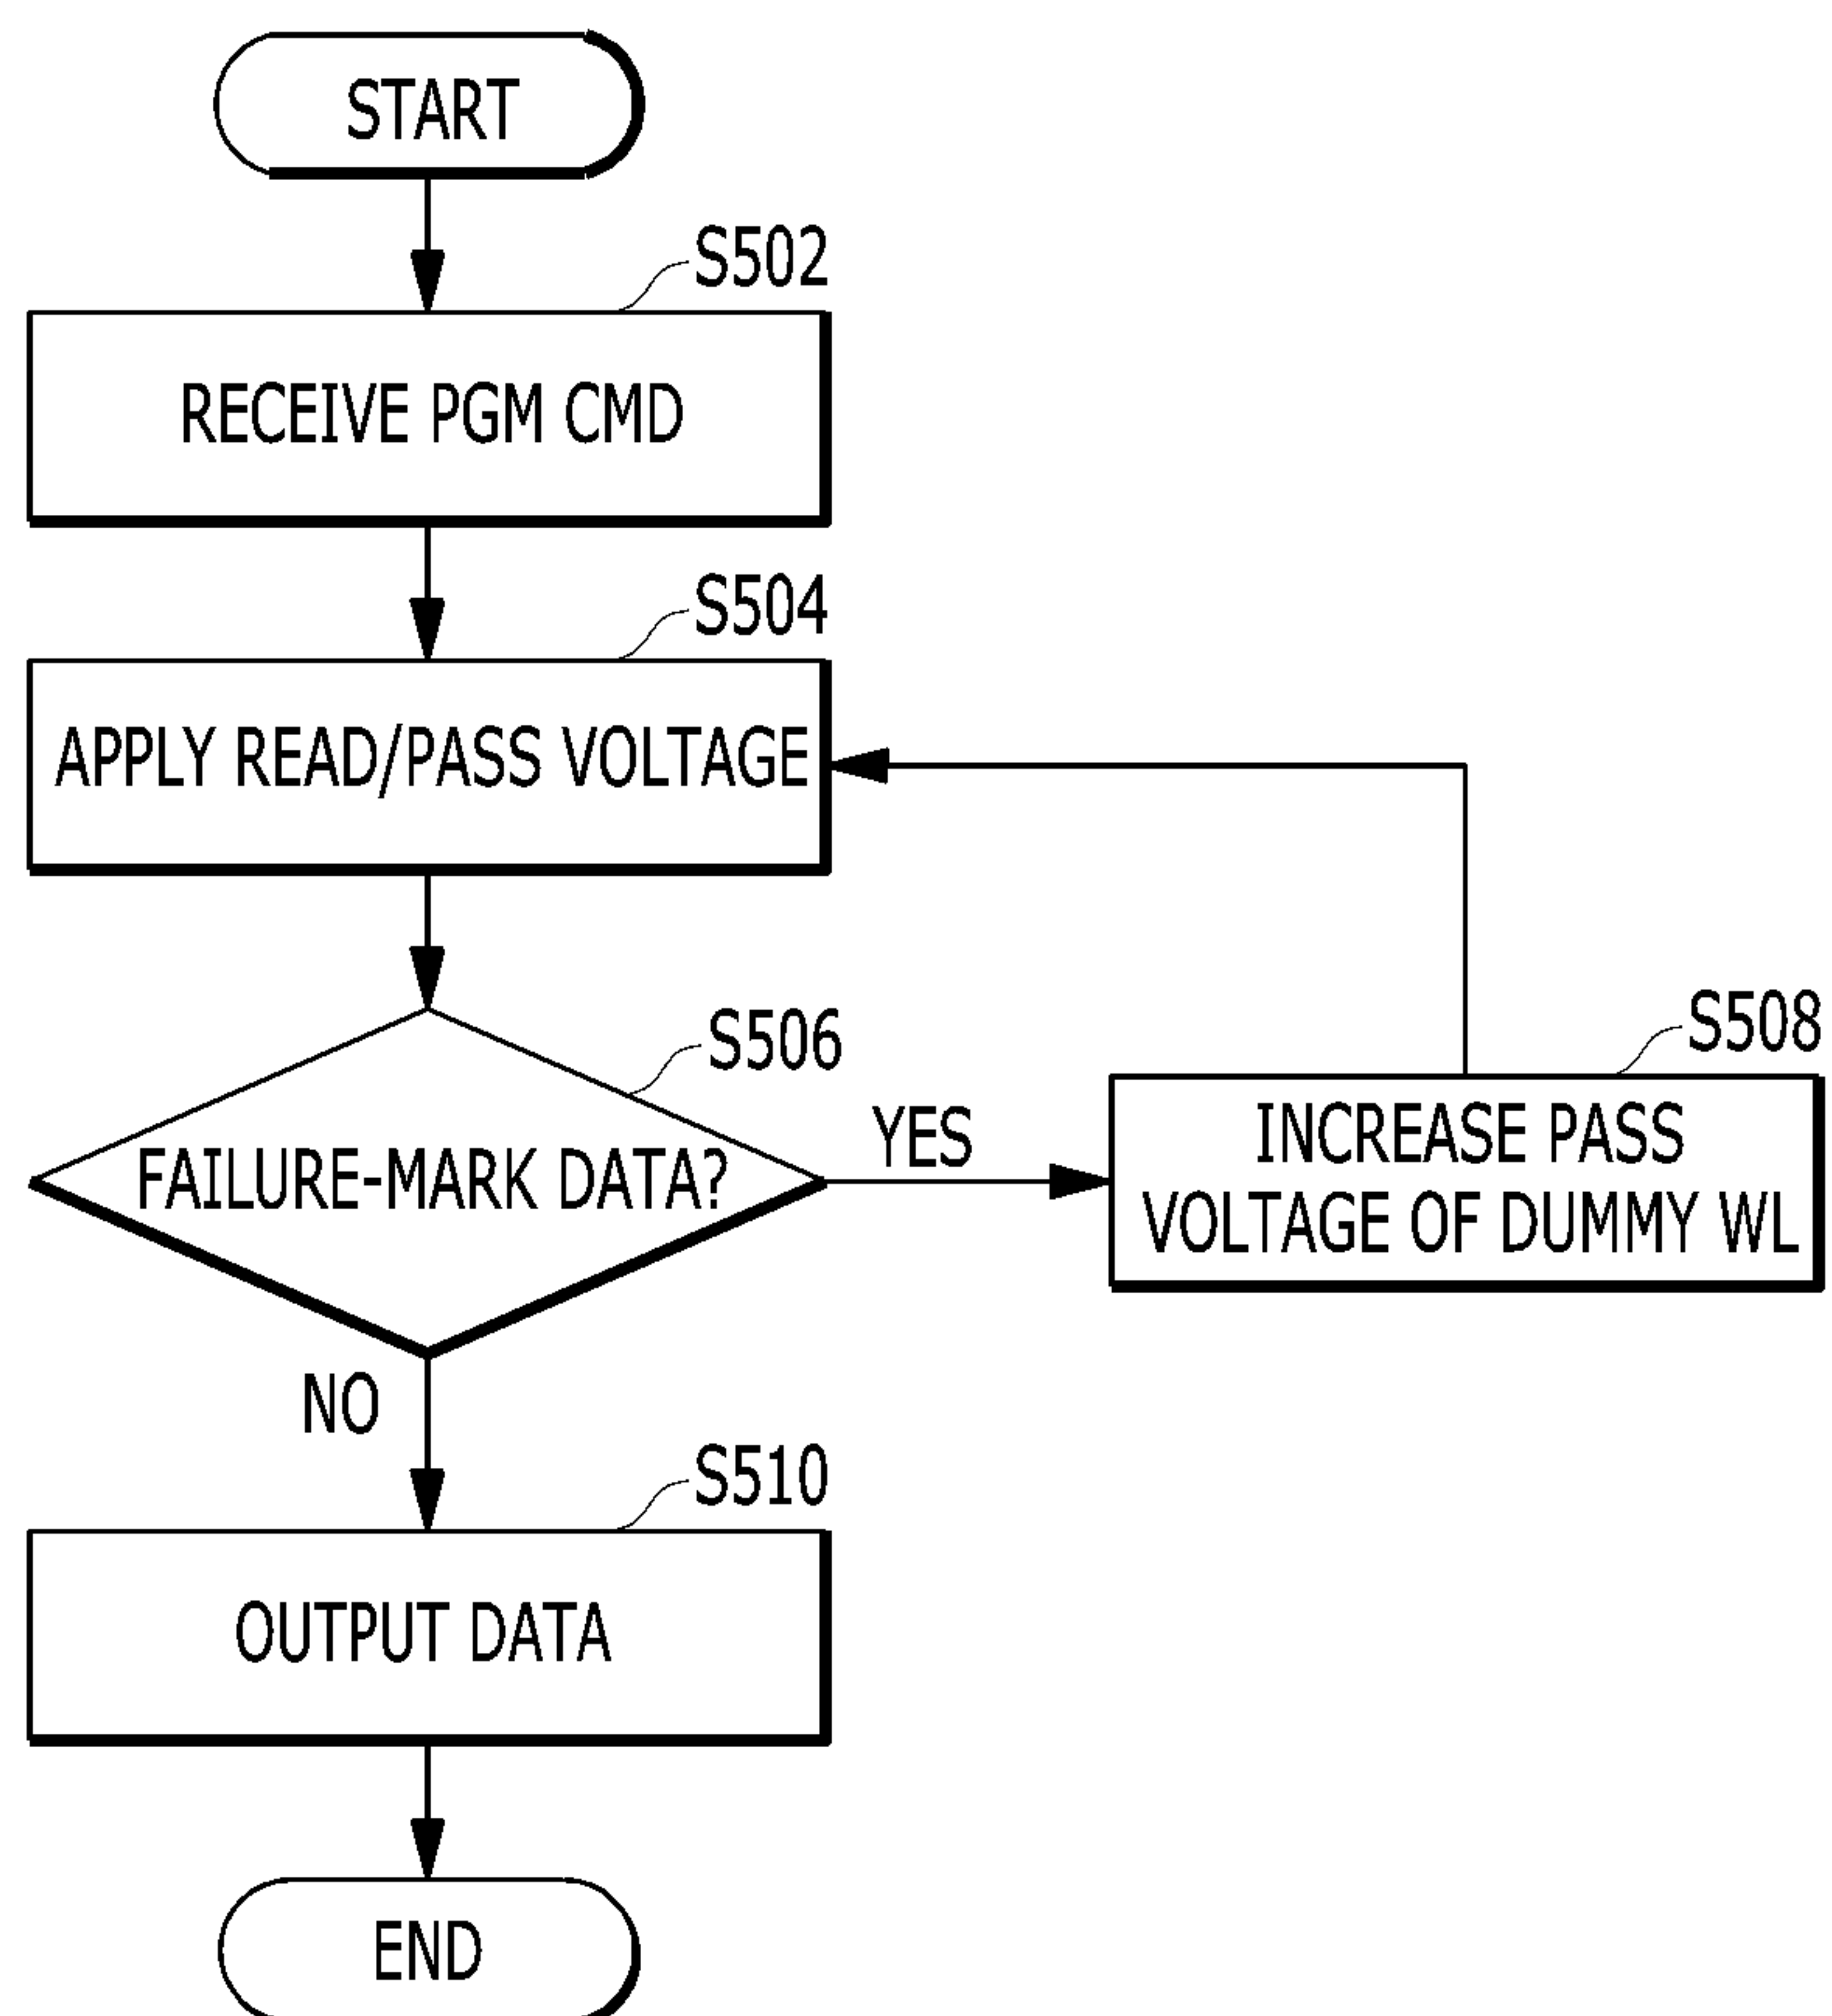 START
S502
RECEIVE PGM CMD
S504
APPLY READ/PASS VOLTAGE
S506
FAILURE-MARK DATA?
YES
S508
INCREASE PASS
VOLTAGE OF DUMMY WL
NO
S510
OUTPUT DATA
END